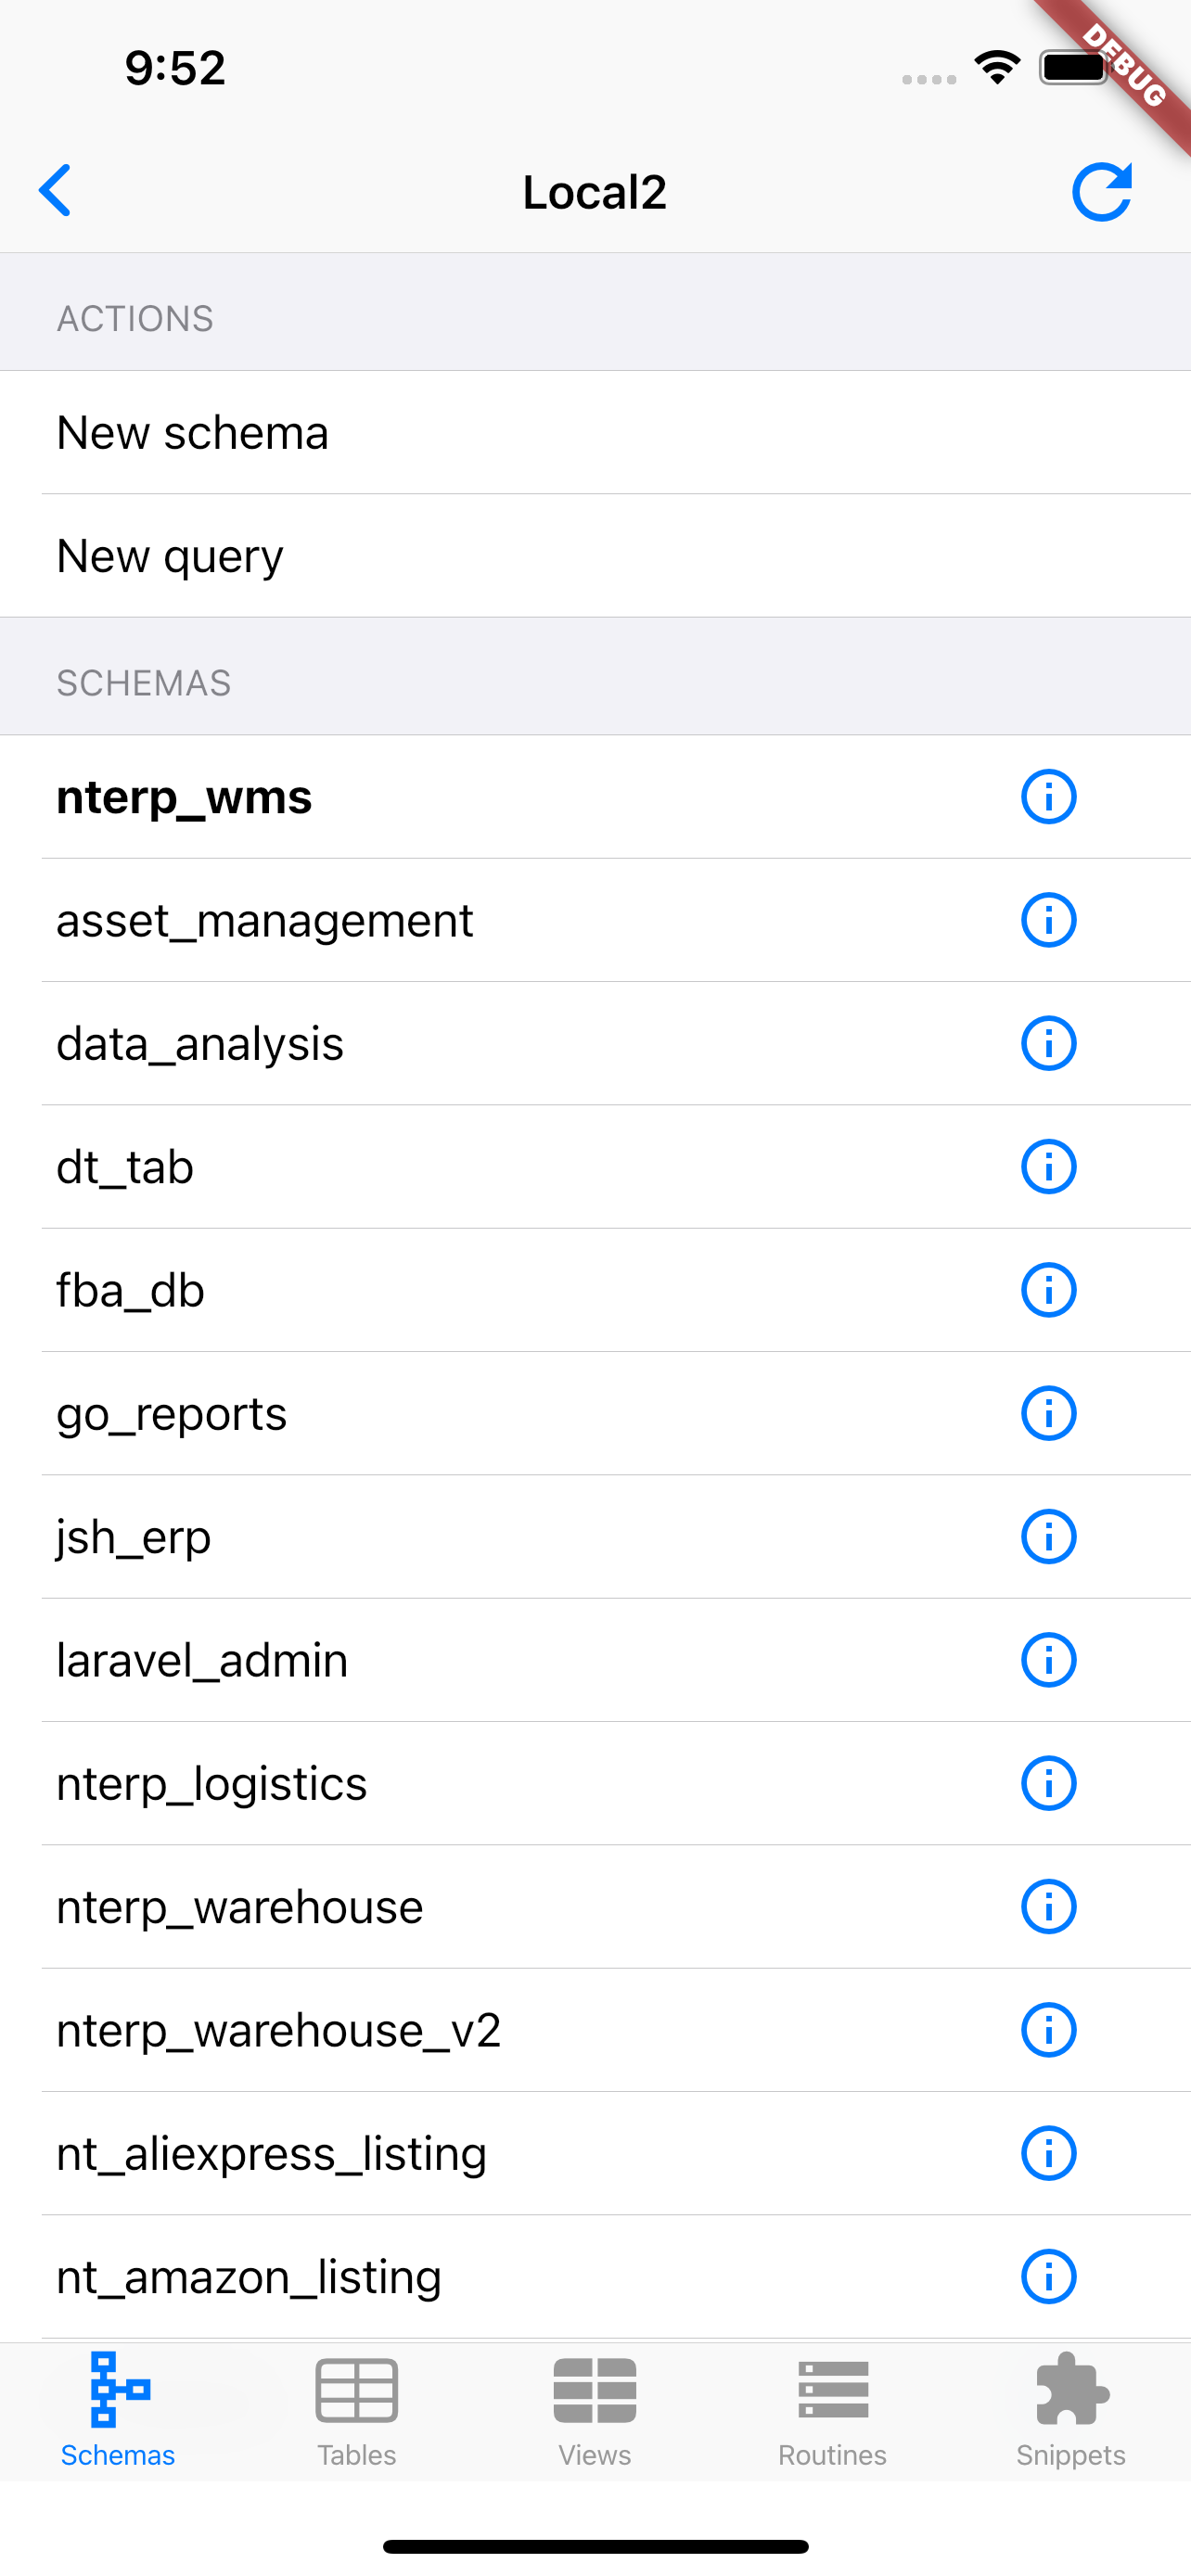 9:52
DEBUG
Local2
ACTIONS
New schema
New query
SCHEMAS
nterp_wms
asset_management
data_analysis
dt_tab
fba_db
go_reports
jsh_erp
laravel_admin
nterp_logistics
nterp_warehouse
nterp_warehouse_v2
nt_aliexpress_listing
nt_amazon_listing
Schemas Tables Views Routines Snippets